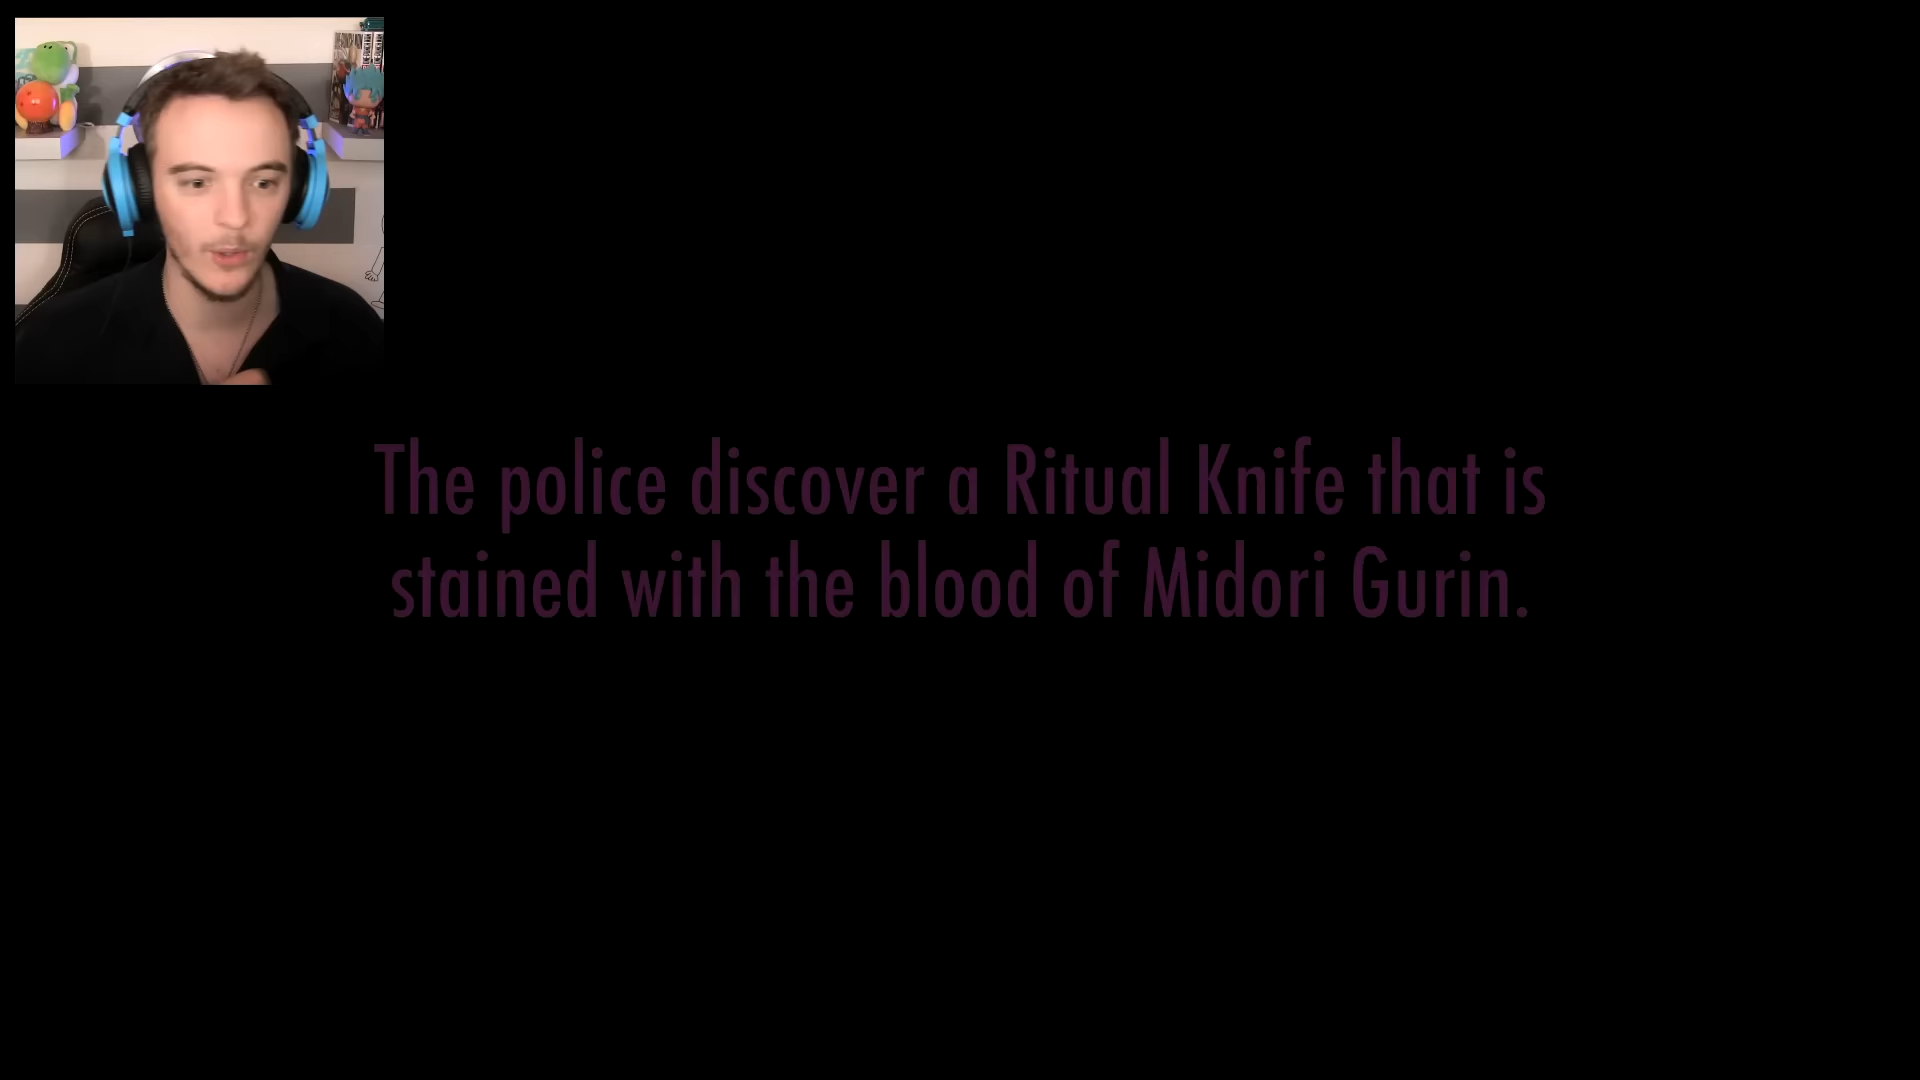 The police discover a Ritual Knife that is
stained with the blood of Midori Gurin.